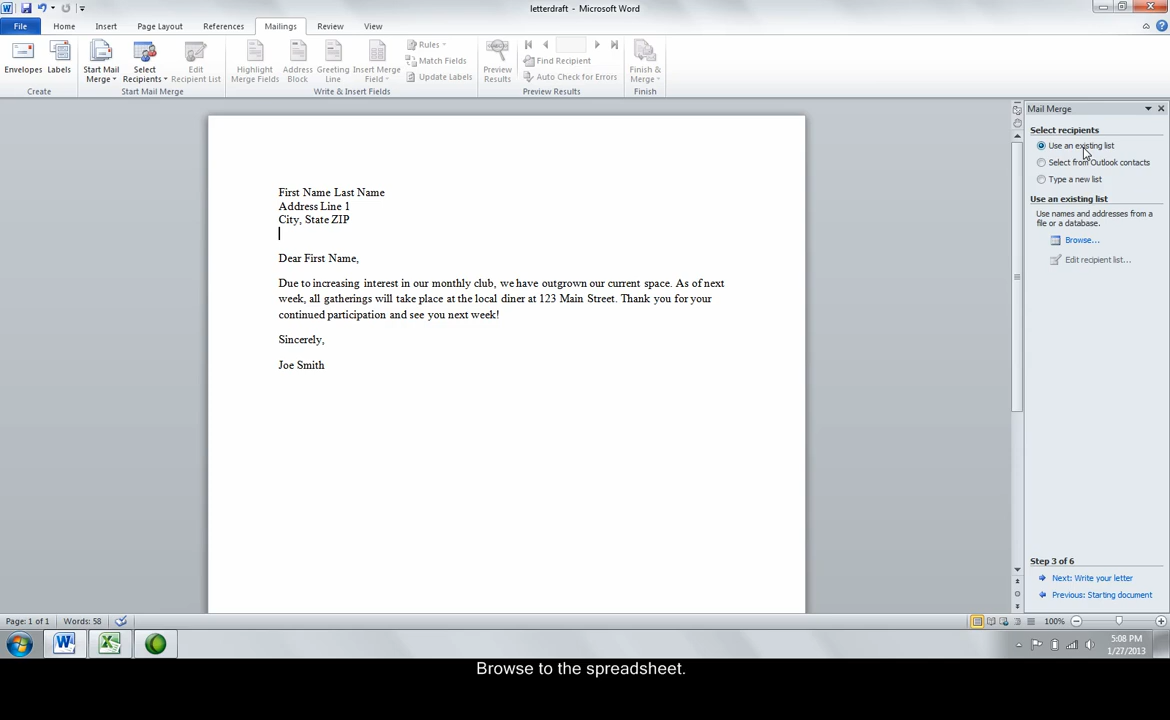 letterdraft - Microsoft Word
File Home Insert Page Layout References Mailings Review View
Envelopes Labels Start Mail Merge Select Recipients Edit Recipient List Highlight Merge Fields Address Block Greeting Line Insert Merge Field Rules Match Fields Update Labels Preview Results Find Recipient Auto Check for Errors Finish & Merge
Create Start Mail Merge Write & Insert Fields Preview Results Finish
Mail Merge
Select recipients
Use an existing list
Select from Outlook contacts
Type a new list
Use an existing list
Use names and addresses from a
file or a database.
Browse...
Edit recipient list...
First Name Last Name
Address Line 1
City, State ZIP
Dear First Name,
Due to increasing interest in our monthly club, we have outgrown our current space. As of next
week, all gatherings will take place at the local diner at 123 Main Street. Thank you for your
continued participation and see you next week!
Sincerely,
Joe Smith
Step 3 of 6
Next: Write your letter
Previous: Starting document
Page: 1 of 1 Words: 58 100%
5:08 PM
1/27/2013
Browse to the spreadsheet.